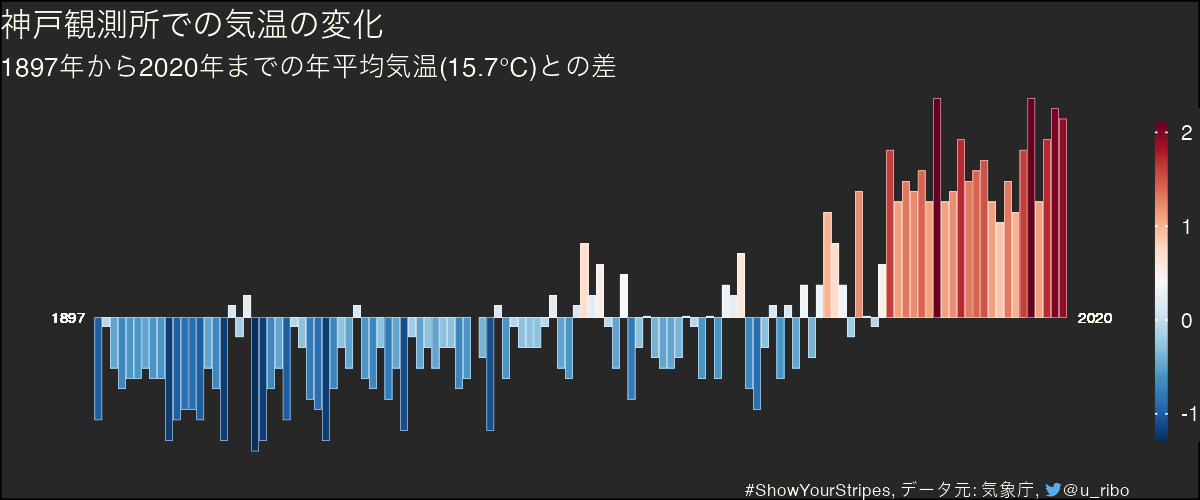 神戸観測所での気温の変化
1897年から2020年までの年平均気温(15.7°C)との差
2
1
1897
2020
0
-1
#ShowYourStripes, データ元: 気象庁, @u_ribo